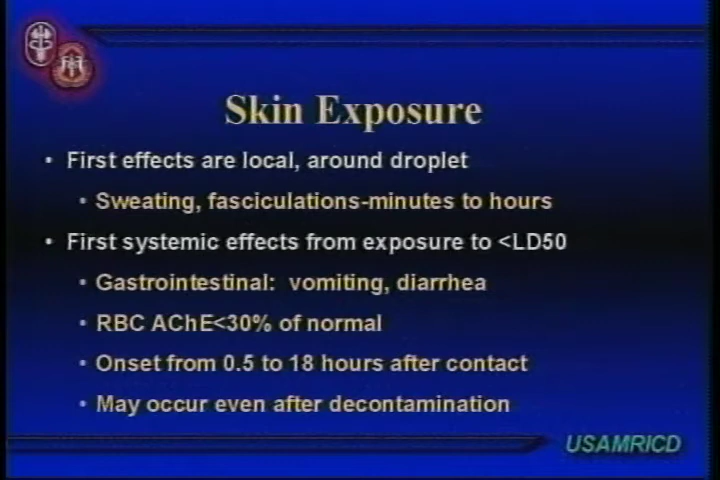 Skin Exposure
• First effects are local, around droplet
• Sweating, fasciculations-minutes to hours
• First systemic effects from exposure to <LD50
• Gastrointestinal:  vomiting, diarrhea
• RBC AChE<30% of normal
• Onset from 0.5 to 18 hours after contact
• May occur even after decontamination
USAMRICD